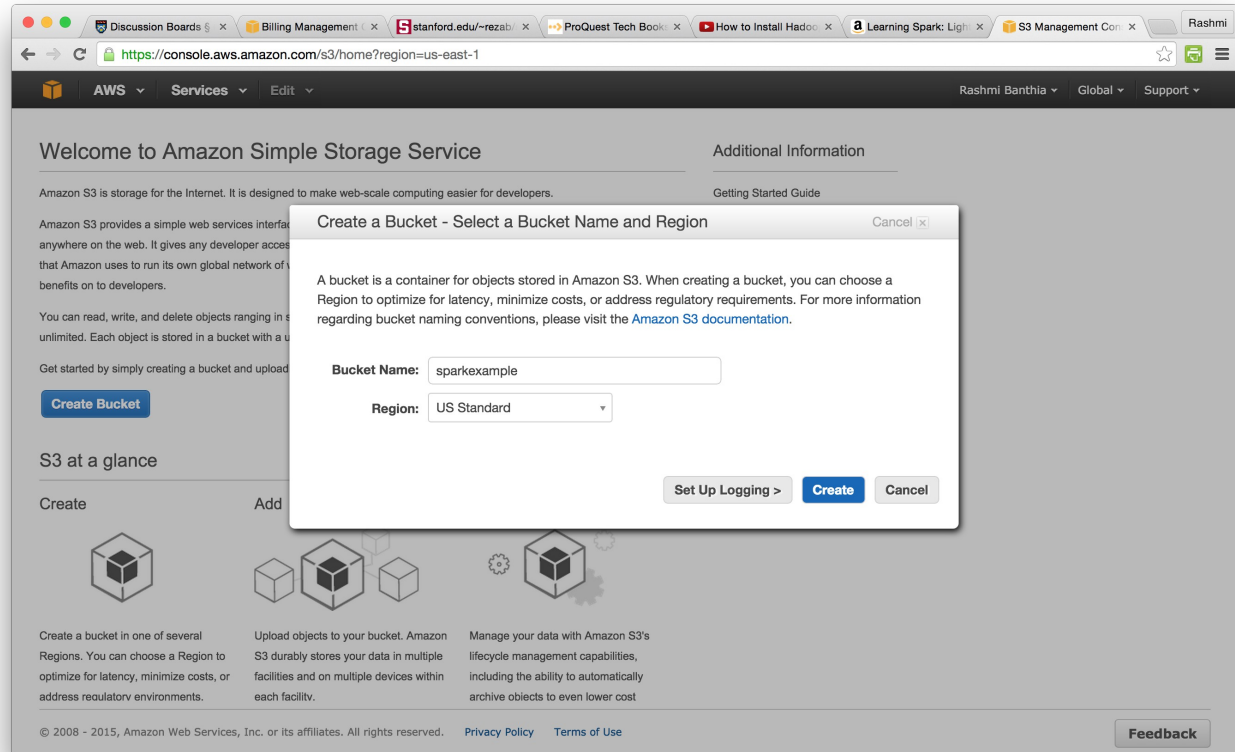 Discussion Boards §
Billing Management C
stanford.edu/~rezab/
ProQuest Tech Books
How to Install Hadoo
Learning Spark: Ligh
S3 Management Con
Rashmi
https://console.aws.amazon.com/s3/home?region=us-east-1
AWS Services Edit Rashmi Banthia Global Support
Welcome to Amazon Simple Storage Service
Additional Information
Amazon S3 is storage for the Internet. It is designed to make web-scale computing easier for developers.
Getting Started Guide
Amazon S3 provides a simple web services interfac
anywhere on the web. It gives any developer acces
that Amazon uses to run its own global network of
benefits on to developers.
You can read, write, and delete objects ranging in s
unlimited. Each object is stored in a bucket with a u
Get started by simply creating a bucket and upload
Create Bucket
Create a Bucket - Select a Bucket Name and Region
Cancel
A bucket is a container for objects stored in Amazon S3. When creating a bucket, you can choose a
Region to optimize for latency, minimize costs, or address regulatory requirements. For more information
regarding bucket naming conventions, please visit the Amazon S3 documentation.
Bucket Name: sparkexample
Region: US Standard
Set Up Logging > Create Cancel
S3 at a glance
Create
Add
Create a bucket in one of several
Regions. You can choose a Region to
optimize for latency, minimize costs, or
address regulatory environments.
Upload objects to your bucket. Amazon
S3 durably stores your data in multiple
facilities and on multiple devices within
each facility.
Manage your data with Amazon S3's
lifecycle management capabilities,
including the ability to automatically
archive objects to even lower cost
© 2008 - 2015, Amazon Web Services, Inc. or its affiliates. All rights reserved. Privacy Policy Terms of Use
Feedback